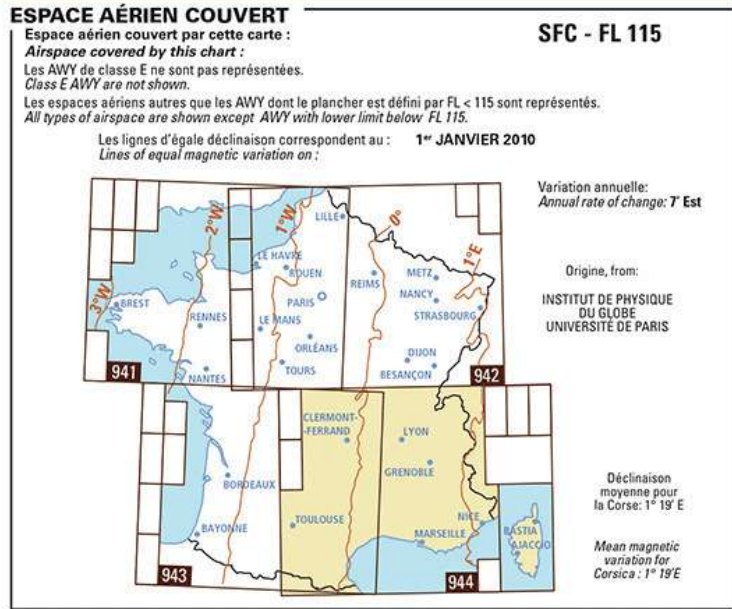 ESPACE AÉRIEN COUVERT
Espace aérien couvert par cette carte :
Airspace covered by this chart :
SFC - FL 115
Les AWY de classe E ne sont pas représentées.
Class E AWY are not shown.
Les espaces aériens autres que les AWY dont le plancher est défini par FL < 115 sont représentés.
All types of airspace are shown except AWY with lower limit below FL 115.
Les lignes d'égale déclinaison correspondent au : 1er JANVIER 2010
Lines of equal magnetic variation on :
Variation annuelle:
Annual rate of change: 7' Est
Origine, from:
INSTITUT DE PHYSIQUE
DU GLOBE
UNIVERSITÉ DE PARIS
3°W
2°W
1°W
0°
1°E
LILLE
LE HAVRE
ROUEN
REIMS
METZ
PARIS
NANCY
BREST
STRASBOURG
RENNES
LE MANS
ORLÉANS
DIJON
TOURS
BESANÇON
941
NANTES
942
CLERMONT-
-FERRAND
LYON
GRENOBLE
BORDEAUX
TOULOUSE
NICE
BAYONNE
MARSEILLE
BASTIA
AJACCIO
943
944
Déclinaison
moyenne pour
la Corse: 1° 19' E
Mean magnetic
variation for
Corsica : 1° 19'E